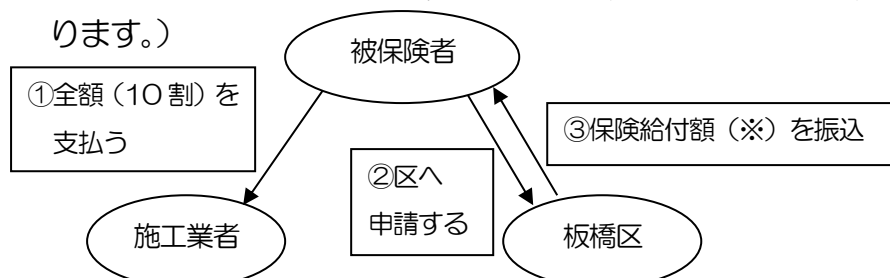 ります。）
被保険者
①全額（10割）を
支払う
③保険給付額（※）を振込
②区へ
申請する
施工業者
板橋区